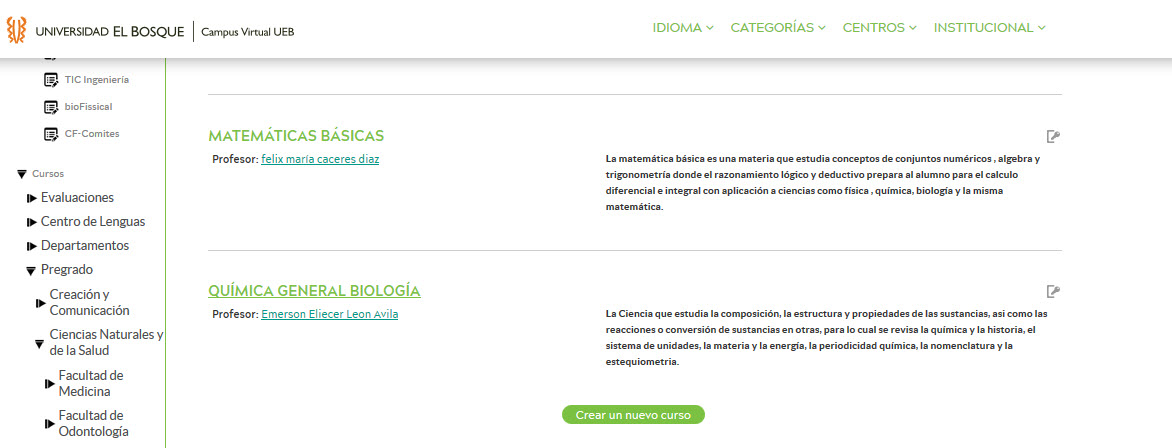 UNIVERSIDAD EL BOSQUE | Campus Virtual UEB
IDIOMA CATEGORÍAS CENTROS INSTITUCIONAL
TIC Ingeniería
bioFissical
CF-Comites
Cursos
Evaluaciones
Centro de Lenguas
Departamentos
Pregrado
Creación y
Comunicación
Ciencias Naturales y
de la Salud
Facultad de
Medicina
Facultad de
Odontología
MATEMÁTICAS BÁSICAS
Profesor: felix maría caceres diaz
La matemática básica es una materia que estudia conceptos de conjuntos numéricos , algebra y
trigonometría donde el razonamiento lógico y deductivo prepara al alumno para el calculo
diferencial e integral con aplicación a ciencias como física , química, biología y la misma
matemática.
QUÍMICA GENERAL BIOLOGÍA
Profesor: Emerson Eliecer Leon Avila
La Ciencia que estudia la composición, la estructura y propiedades de las sustancias, asi como las
reacciones o conversión de sustancias en otras, para lo cual se revisa la química y la historia, el
sistema de unidades, la materia y la energía, la periodicidad química, la nomenclatura y la
estequiometria.
Crear un nuevo curso